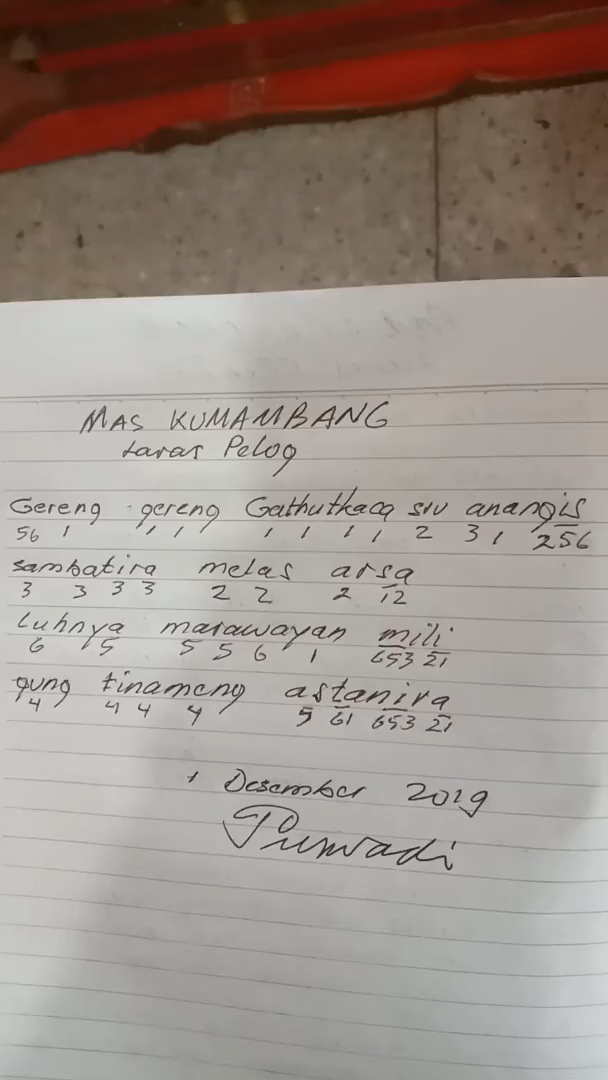 MAS KUMAMBANG
Laras Pelog
Gereng gereng Gathutkaca sru anangis
56 1 1 1 1 1 1 1 1 2 3 1 256
sambatira melas arsa
3 3 3 3 2 2 2 12
Luhnya marawayan mili
6 5 5 5 6 1 653 21
gung tinameng astanira
4 4 4 4 5 61 653 21
1 Desember 2019
Purwadi